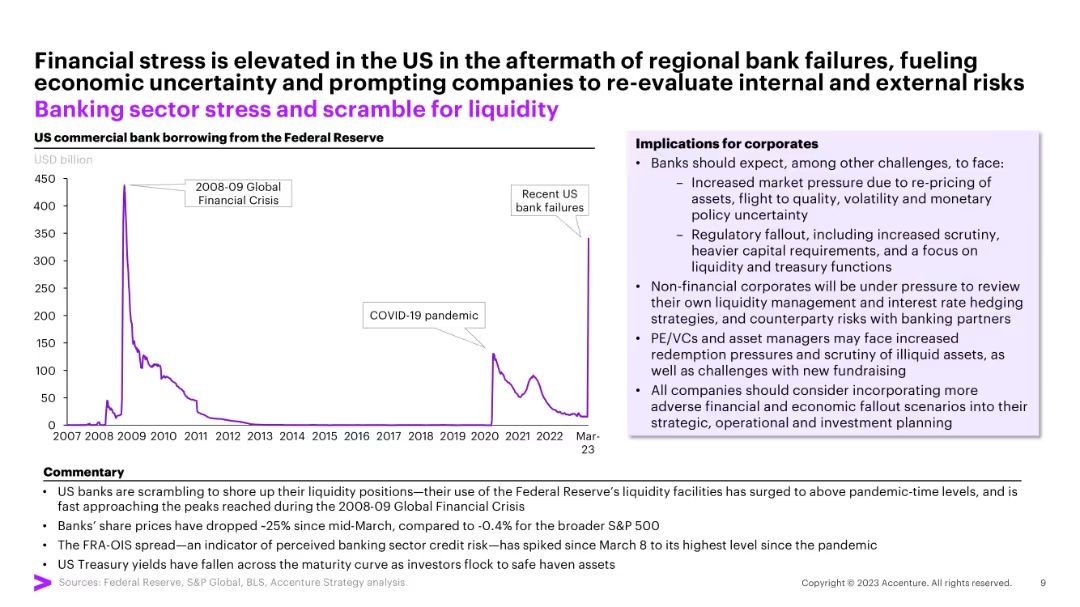 Financial stress is elevated in the US in the aftermath of regional bank failures, fueling
economic uncertainty and prompting companies to re-evaluate internal and external risks
Banking sector stress and scramble for liquidity
US commercial bank borrowing from the Federal Reserve
USD billion
450
400
350
300
250
200
150
100
50
0
2007 2008 2009 2010 2011 2012 2013 2014 2015 2016 2017 2018 2019 2020 2021 2022 Mar-
23
2008-09 Global
Financial Crisis
COVID-19 pandemic
Recent US
bank failures
Implications for corporates
• Banks should expect, among other challenges, to face:
– Increased market pressure due to re-pricing of
assets, flight to quality, volatility and monetary
policy uncertainty
– Regulatory fallout, including increased scrutiny,
heavier capital requirements, and a focus on
liquidity and treasury functions
• Non-financial corporates will be under pressure to review
their own liquidity management and interest rate hedging
strategies, and counterparty risks with banking partners
• PE/VCs and asset managers may face increased
redemption pressures and scrutiny of illiquid assets, as
well as challenges with new fundraising
• All companies should consider incorporating more
adverse financial and economic fallout scenarios into their
strategic, operational and investment planning
Commentary
• US banks are scrambling to shore up their liquidity positions—their use of the Federal Reserve's liquidity facilities has surged to above pandemic-time levels, and is
fast approaching the peaks reached during the 2008-09 Global Financial Crisis
• Banks' share prices have dropped ~25% since mid-March, compared to -0.4% for the broader S&P 500
• The FRA-OIS spread—an indicator of perceived banking sector credit risk—has spiked since March 8 to its highest level since the pandemic
• US Treasury yields have fallen across the maturity curve as investors flock to safe haven assets
Sources: Federal Reserve, S&P Global, BLS, Accenture Strategy analysis
Copyright © 2023 Accenture. All rights reserved.
9